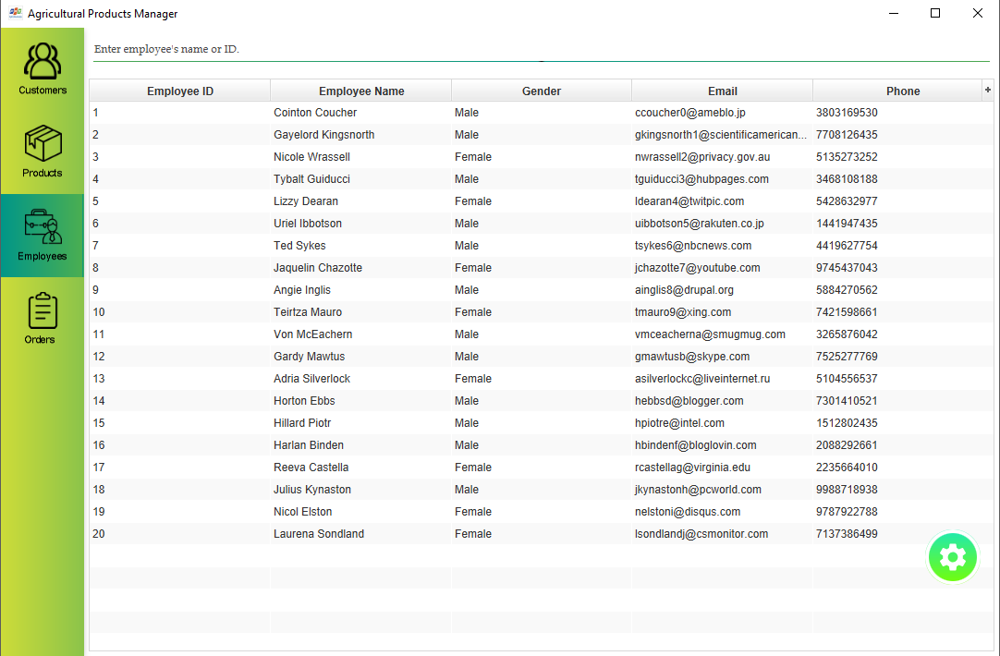 Agricultural Products Manager
Customers
Products
Employees
Orders
Enter employee's name or ID.
Employee ID Employee Name Gender Email Phone +
1 Cointon Coucher Male ccoucher0@ameblo.jp 3803169530
2 Gayelord Kingsnorth Male gkingsnorth1@scientificamerican... 7708126435
3 Nicole Wrassell Female nwrassell2@privacy.gov.au 5135273252
4 Tybalt Guiducci Male tguiducci3@hubpages.com 3468108188
5 Lizzy Dearan Female ldearan4@twitpic.com 5428632977
6 Uriel Ibbotson Male uibbotson5@rakuten.co.jp 1441947435
7 Ted Sykes Male tsykes6@nbcnews.com 4419627754
8 Jaquelin Chazotte Female jchazotte7@youtube.com 9745437043
9 Angie Inglis Male ainglis8@drupal.org 5884270562
10 Teirtza Mauro Female tmauro9@xing.com 7421598661
11 Von McEachern Male vmceacherna@smugmug.com 3265876042
12 Gardy Mawtus Male gmawtusb@skype.com 7525277769
13 Adria Silverlock Female asilverlockc@liveinternet.ru 5104556537
14 Horton Ebbs Male hebbsd@blogger.com 7301410521
15 Hillard Piotr Male hpiotre@intel.com 1512802435
16 Harlan Binden Male hbindenf@bloglovin.com 2088292661
17 Reeva Castella Female rcastellag@virginia.edu 2235664010
18 Julius Kynaston Male jkynastonh@pcworld.com 9988718938
19 Nicol Elston Female nelstoni@disqus.com 9787922788
20 Laurena Sondland Female lsondlandj@csmonitor.com 7137386499